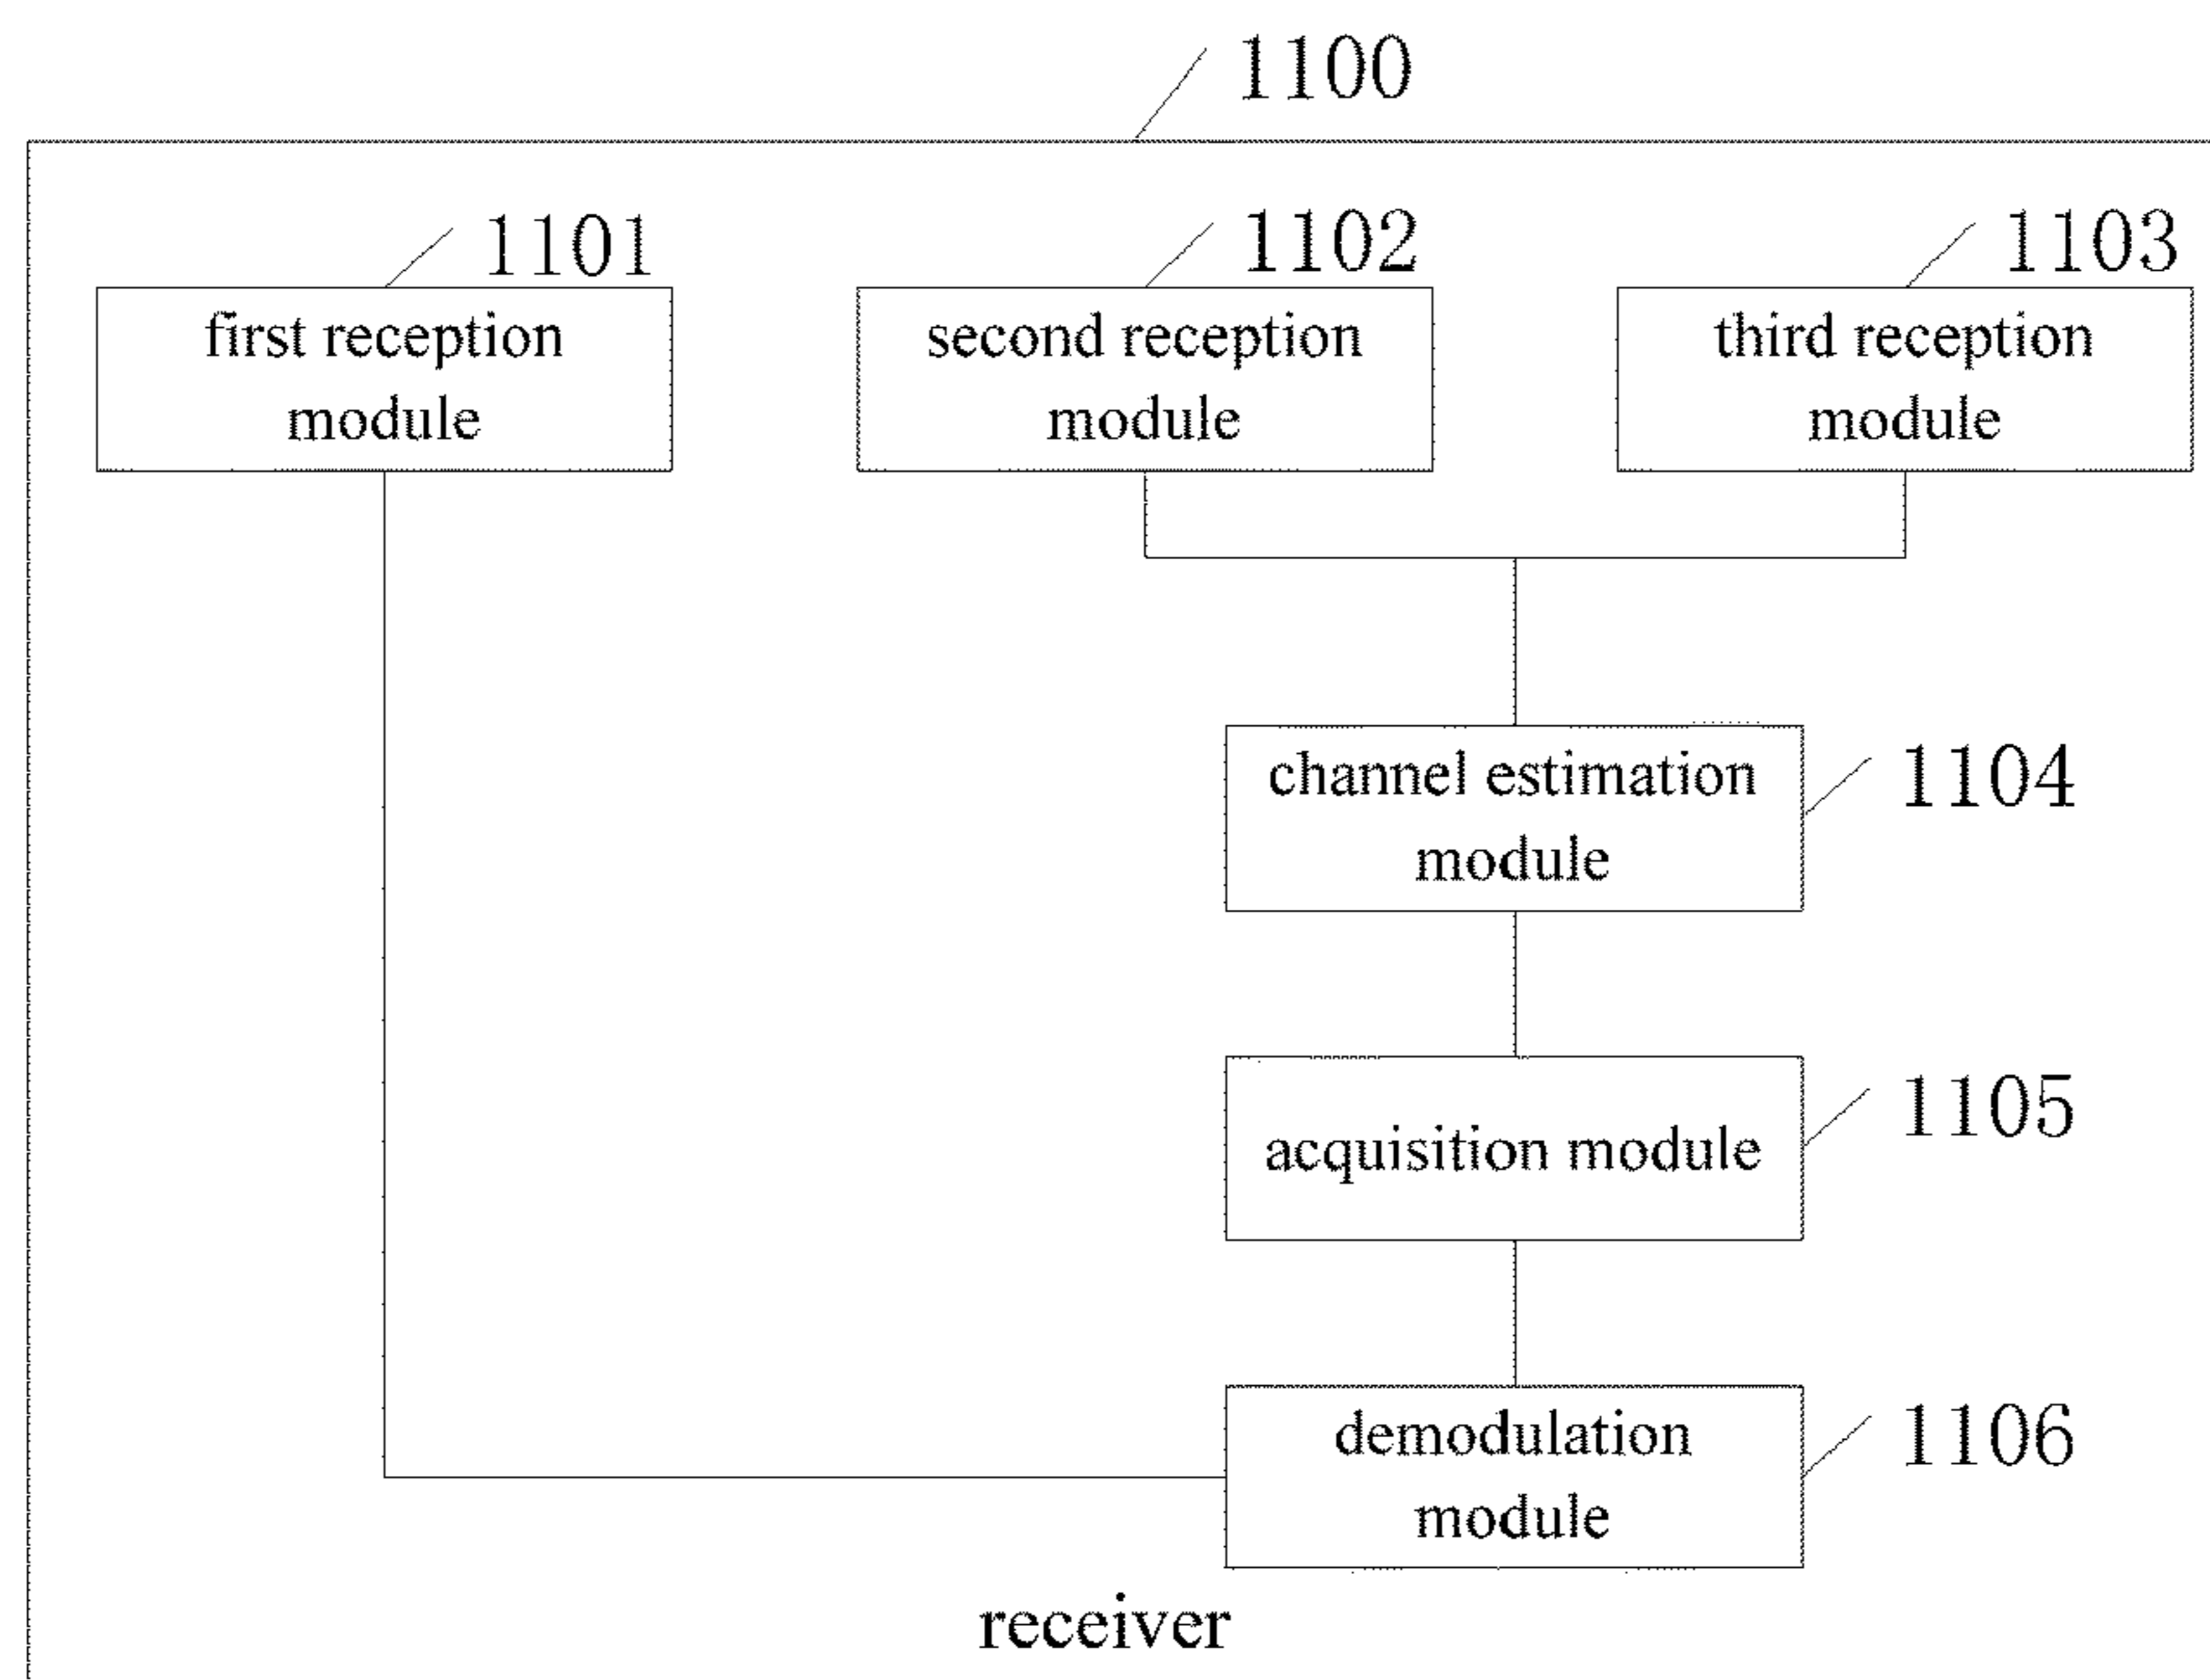 1100
1101
1102
1103
first reception
module
second reception
module
third reception
module
channel estimation
module
1104
acquisition module
1105
demodulation
module
1106
receiver